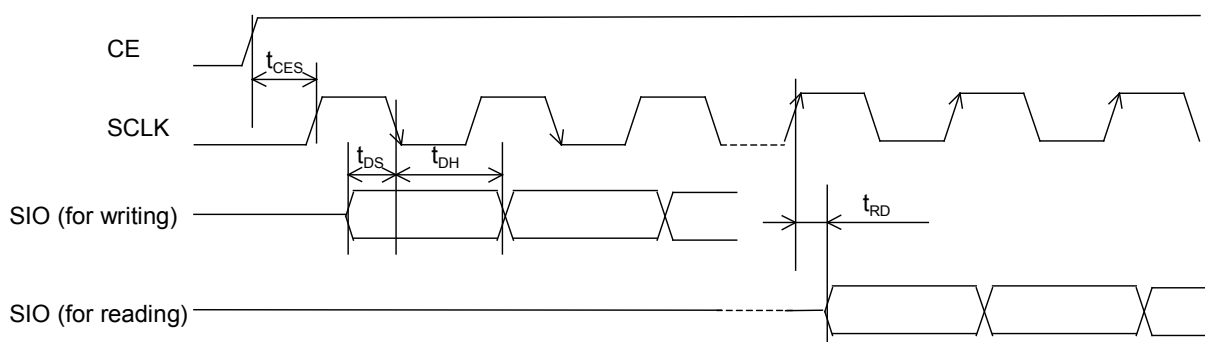 CE
tCES
SCLK
tDS
tDH
SIO (for writing)
tRD
SIO (for reading)